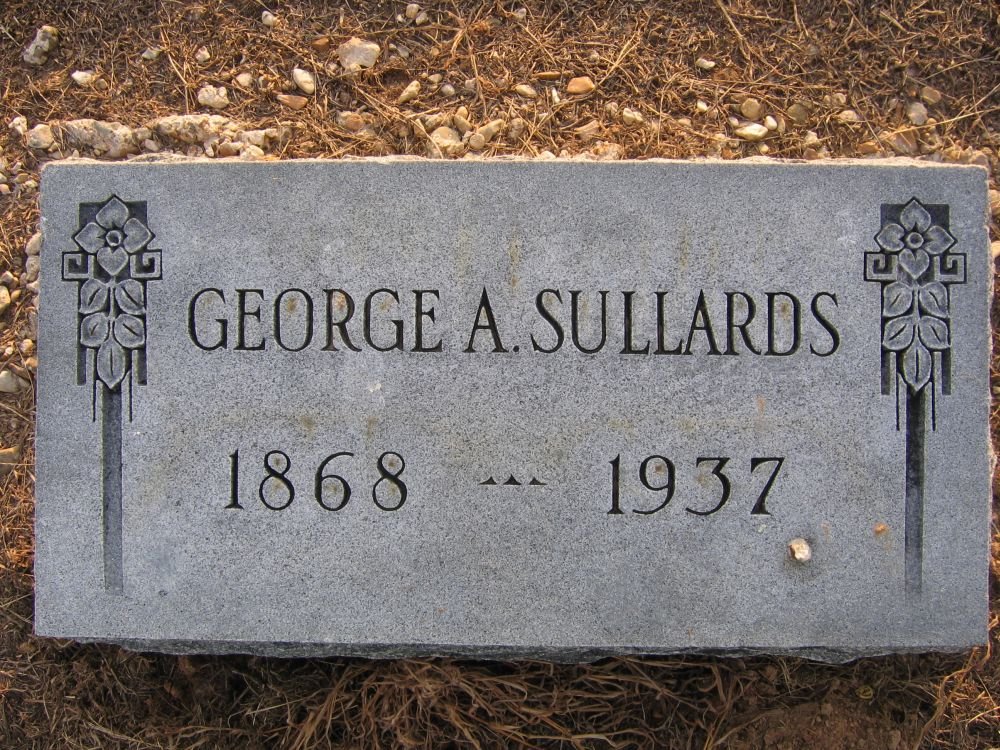 GEORGE A. SULLARDS
1868 --- 1937